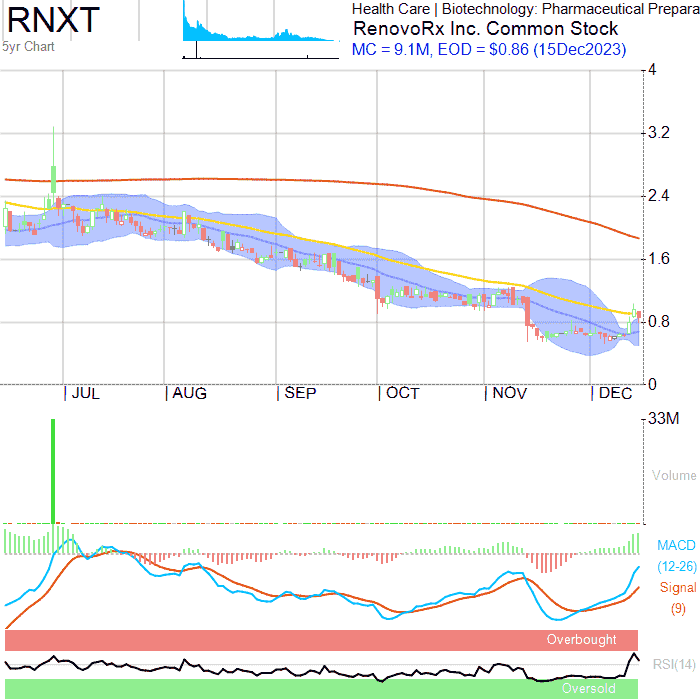 RNXT
5yr Chart
Health Care | Biotechnology: Pharmaceutical Prepara
RenovoRx Inc. Common Stock
MC = 9.1M, EOD = $0.86 (15Dec2023)
4
3.2
2.4
1.6
0.8
0
JUL
AUG
SEP
OCT
NOV
DEC
33M
Volume
MACD
(12-26)
Signal
(9)
Overbought
RSI(14)
Oversold